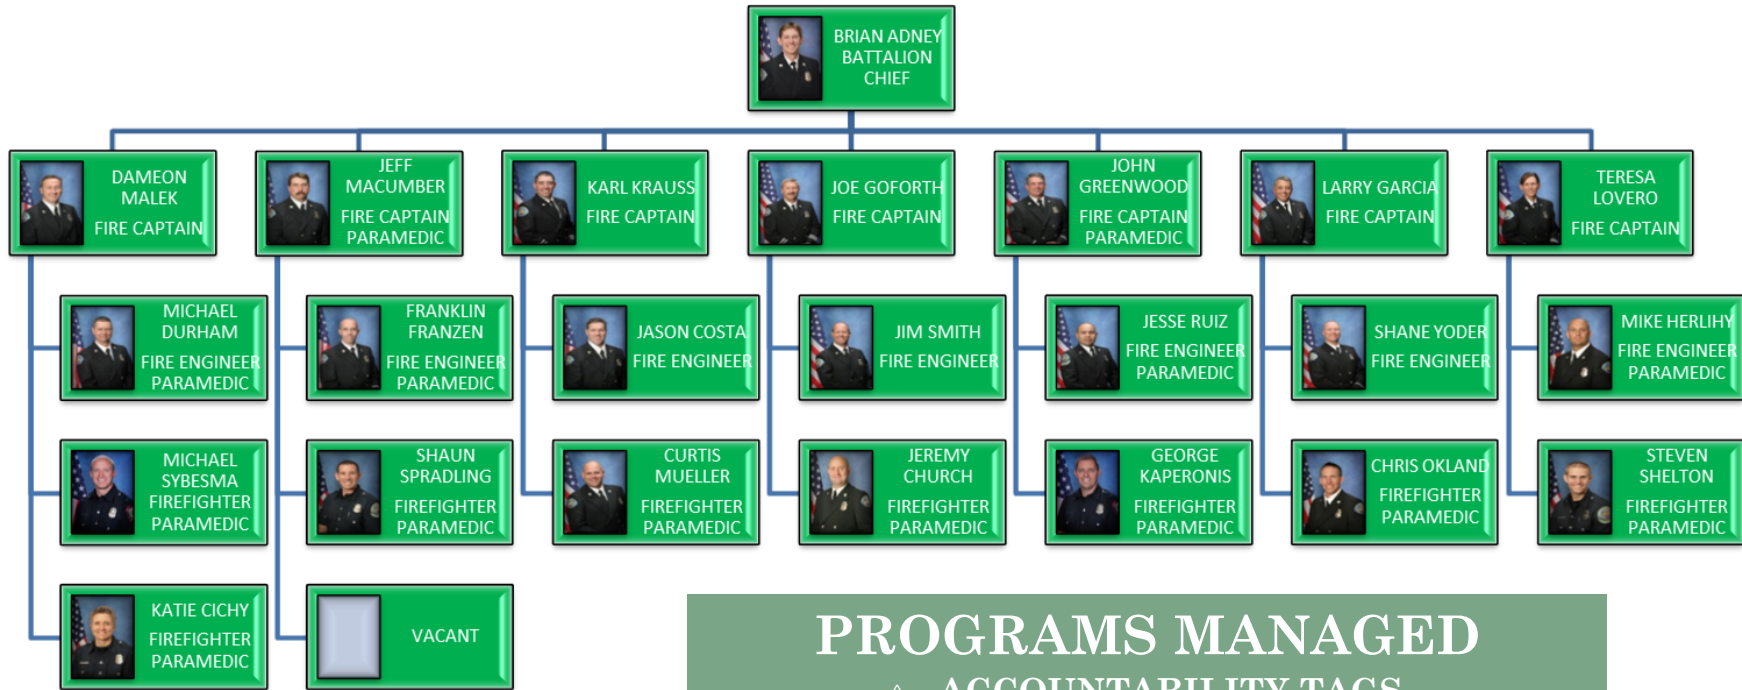 BRIAN ADNEY
BATTALION
CHIEF
DAMEON
MALEK
FIRE CAPTAIN
JEFF
MACUMBER
FIRE CAPTAIN
PARAMEDIC
KARL KRAUSS
FIRE CAPTAIN
JOE GOFORTH
FIRE CAPTAIN
JOHN
GREENWOOD
FIRE CAPTAIN
PARAMEDIC
LARRY GARCIA
FIRE CAPTAIN
TERESA
LOVERO
FIRE CAPTAIN
MICHAEL
DURHAM
FIRE ENGINEER
PARAMEDIC
FRANKLIN
FRANZEN
FIRE ENGINEER
PARAMEDIC
JASON COSTA
FIRE ENGINEER
JIM SMITH
FIRE ENGINEER
JESSE RUIZ
FIRE ENGINEER
PARAMEDIC
SHANE YODER
FIRE ENGINEER
MIKE HERLIHY
FIRE ENGINEER
PARAMEDIC
MICHAEL
SYBESMA
FIREFIGHTER
PARAMEDIC
SHAUN
SPRADLING
FIREFIGHTER
PARAMEDIC
CURTIS
MUELLER
FIREFIGHTER
PARAMEDIC
JEREMY
CHURCH
FIREFIGHTER
PARAMEDIC
GEORGE
KAPERONIS
FIREFIGHTER
PARAMEDIC
CHRIS OKLAND
FIREFIGHTER
PARAMEDIC
STEVEN
SHELTON
FIREFIGHTER
PARAMEDIC
KATIE CICHY
FIREFIGHTER
PARAMEDIC
VACANT
PROGRAMS MANAGED
ACCOUNTABILITY TAGS